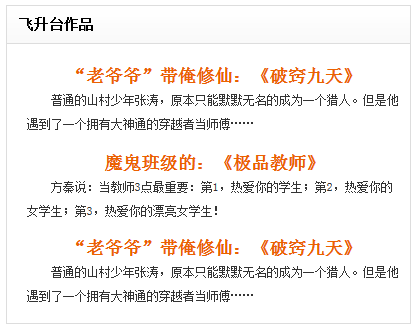 飞升台作品
“老爷爷”带俺修仙：《破窍九天》
普通的山村少年张涛，原本只能默默无名的成为一个猎人。但是他
遇到了一个拥有大神通的穿越者当师傅……
魔鬼班级的：《极品教师》
方秦说：当教师3点最重要：第1，热爱你的学生；第2，热爱你的
女学生；第3，热爱你的漂亮女学生！
“老爷爷”带俺修仙：《破窍九天》
普通的山村少年张涛，原本只能默默无名的成为一个猎人。但是他
遇到了一个拥有大神通的穿越者当师傅……